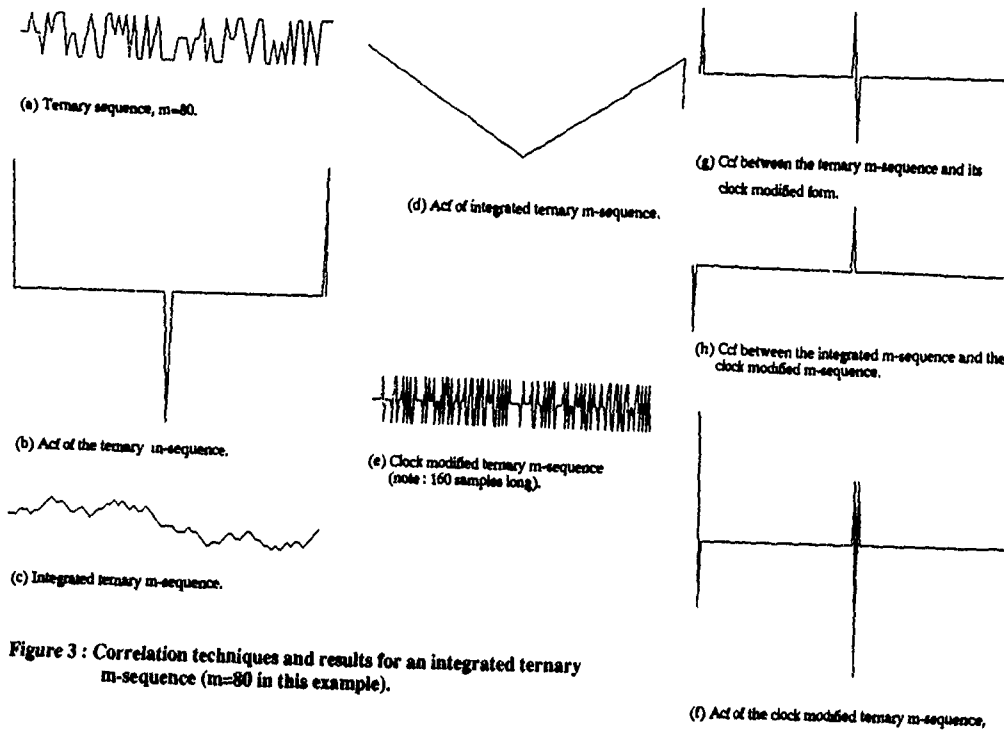 (a) Ternary sequence, m=80.
(b) Acf of the ternary m-sequence.
(c) Integrated ternary m-sequence.
(d) Acf of integrated ternary m-sequence.
(e) Clock modified ternary m-sequence
(note : 160 samples long).
(g) Ccf between the ternary m-sequence and its
clock modified form.
(h) Ccf between the integrated m-sequence and the
clock modified m-sequence.
(f) Acf of the clock modified ternary m-sequence,
Figure 3 : Correlation techniques and results for an integrated ternary
m-sequence (m=80 in this example).